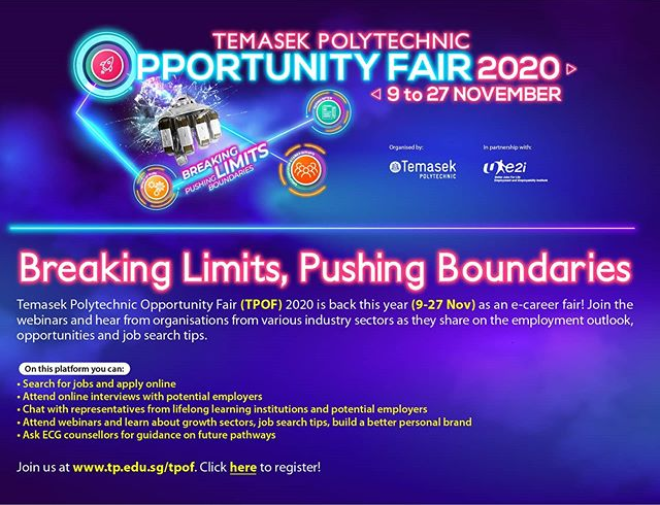 TEMASEK POLYTECHNIC
OPPORTUNITY FAIR 2020
9 to 27 NOVEMBER
BREAKING LIMITS
PUSHING BOUNDARIES
Organised by:
In partnership with:
Temasek
POLYTECHNIC
e2i
Breaking Limits, Pushing Boundaries
Temasek Polytechnic Opportunity Fair (TPOF) 2020 is back this year (9-27 Nov) as an e-career fair! Join the
webinars and hear from organisations from various industry sectors as they share on the employment outlook,
opportunities and job search tips.
On this platform you can:
• Search for jobs and apply online
• Attend online interviews with potential employers
• Chat with representatives from lifelong learning institutions and potential employers
• Attend webinars and learn about growth sectors, job search tips, build a better personal brand
• Ask ECG counsellors for guidance on future pathways
Join us at www.tp.edu.sg/tpof. Click here to register!